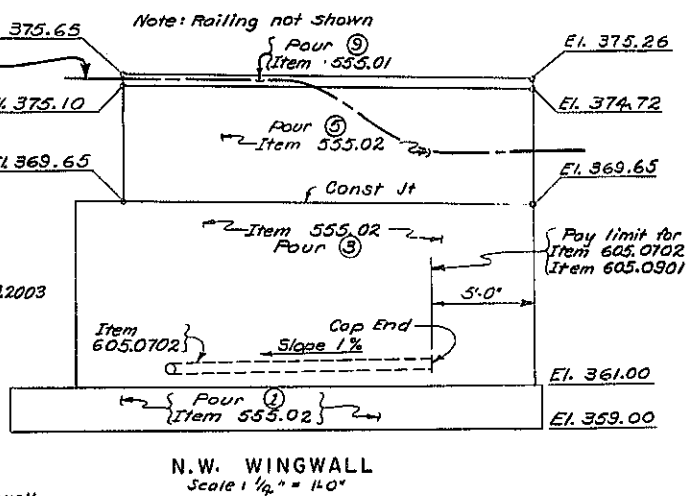 Note: Railing not shown
375.65
Pour ⑨
Item 555.01
El. 375.26
El. 375.10
El. 374.72
Pour ⑤
Item 555.02
El. 369.65
El. 369.65
Const Jt
Item 555.02
Pour ③
Pay limit for
Item 605.0702
Item 605.0901
2003
5'-0"
Item
605.0702
Cap End
Slope 1%
El. 361.00
Pour ①
Item 555.02
El. 359.00
N.W. WINGWALL
Scale: 1/4" = 1'-0"